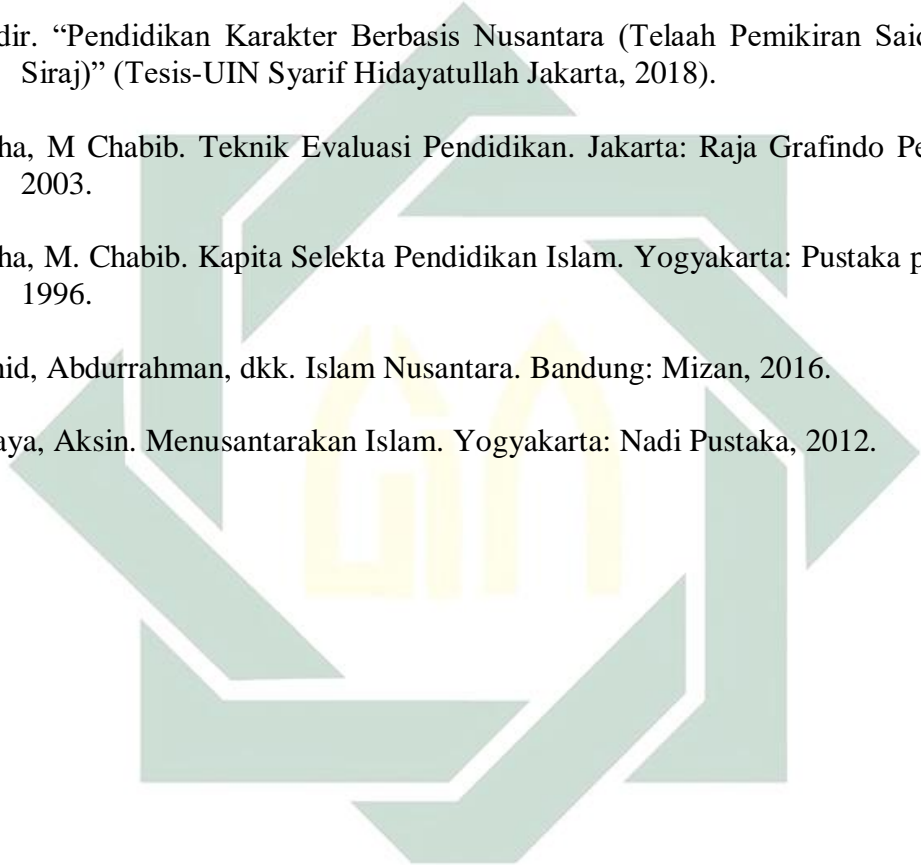 dir. “Pendidikan Karakter Berbasis Nusantara (Telaah Pemikiran Said
Siraj)” (Tesis-UIN Syarif Hidayatullah Jakarta, 2018).
ha, M Chabib. Teknik Evaluasi Pendidikan. Jakarta: Raja Grafindo Pe
2003.
ha, M. Chabib. Kapita Selekta Pendidikan Islam. Yogyakarta: Pustaka p
1996.
hid, Abdurrahman, dkk. Islam Nusantara. Bandung: Mizan, 2016.
aya, Aksin. Menusantarakan Islam. Yogyakarta: Nadi Pustaka, 2012.